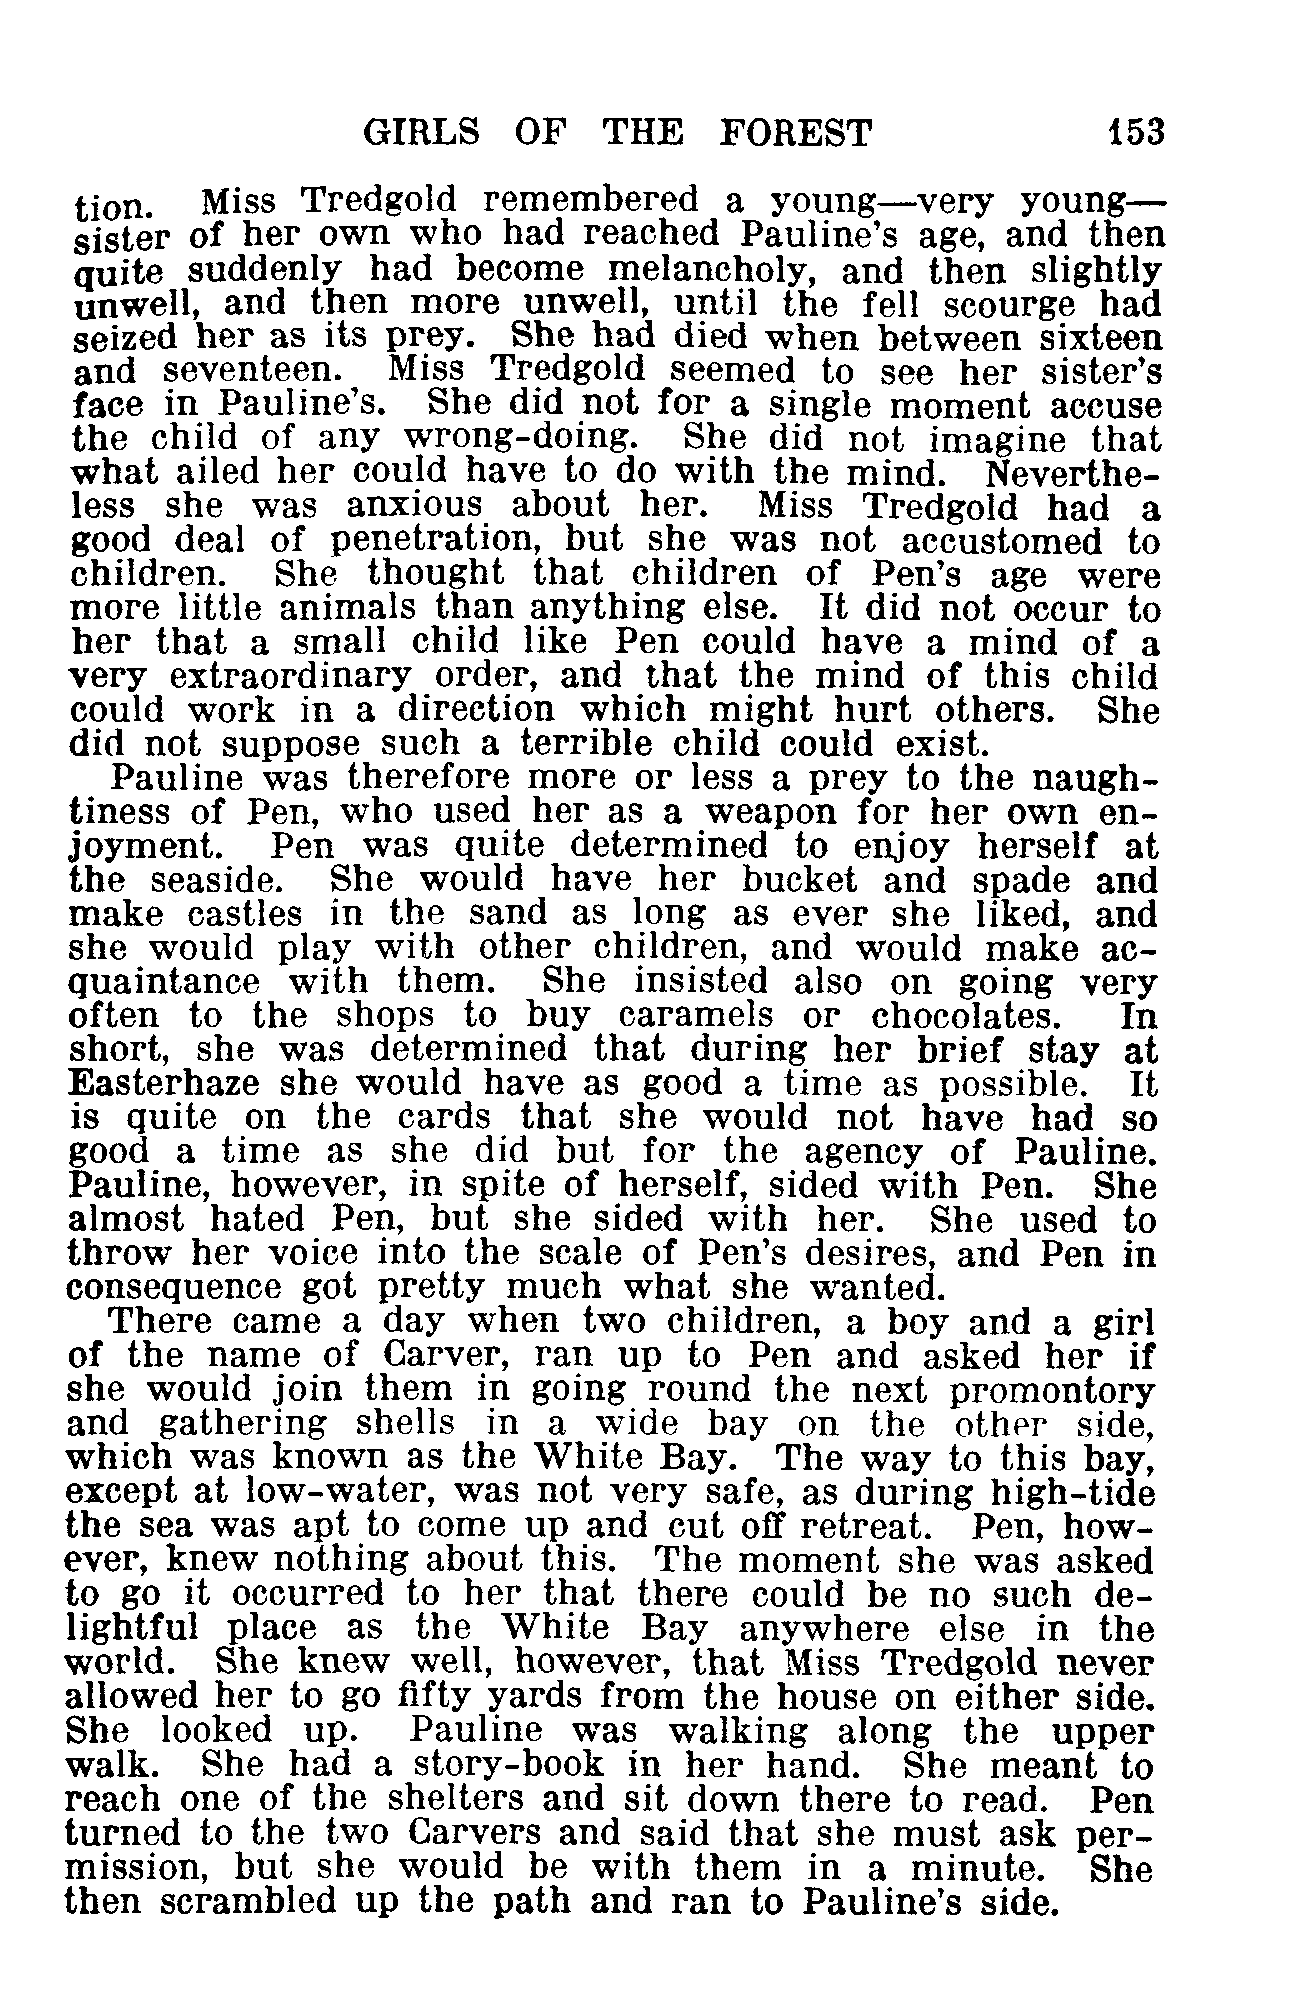 GIRLS OF THE FOREST 153
tion. Miss Tredgold remembered a young—very young—
sister of her own who had reached Pauline's age, and then
quite suddenly had become melancholy, and then slightly
unwell, and then more unwell, until the fell scourge had
seized her as its prey. She had died when between sixteen
and seventeen. Miss Tredgold seemed to see her sister's
face in Pauline's. She did not for a single moment accuse
the child of any wrong-doing. She did not imagine that
what ailed her could have to do with the mind. Neverthe-
less she was anxious about her. Miss Tredgold had a
good deal of penetration, but she was not accustomed to
children. She thought that children of Pen's age were
more little animals than anything else. It did not occur to
her that a small child like Pen could have a mind of a
very extraordinary order, and that the mind of this child
could work in a direction which might hurt others. She
did not suppose such a terrible child could exist.
Pauline was therefore more or less a prey to the naugh-
tiness of Pen, who used her as a weapon for her own en-
joyment. Pen was quite determined to enjoy herself at
the seaside. She would have her bucket and spade and
make castles in the sand as long as ever she liked, and
she would play with other children, and would make ac-
quaintance with them. She insisted also on going very
often to the shops to buy caramels or chocolates. In
short, she was determined that during her brief stay at
Easterhaze she would have as good a time as possible. It
is quite on the cards that she would not have had so
good a time as she did but for the agency of Pauline.
Pauline, however, in spite of herself, sided with Pen. She
almost hated Pen, but she sided with her. She used to
throw her voice into the scale of Pen's desires, and Pen in
consequence got pretty much what she wanted.
There came a day when two children, a boy and a girl
of the name of Carver, ran up to Pen and asked her if
she would join them in going round the next promontory
and gathering shells in a wide bay on the other side,
which was known as the White Bay. The way to this bay,
except at low-water, was not very safe, as during high-tide
the sea was apt to come up and cut off retreat. Pen, how-
ever, knew nothing about this. The moment she was asked
to go it occurred to her that there could be no such de-
lightful place as the White Bay anywhere else in the
world. She knew well, however, that Miss Tredgold never
allowed her to go fifty yards from the house on either side.
She looked up. Pauline was walking along the upper
walk. She had a story-book in her hand. She meant to
reach one of the shelters and sit down there to read. Pen
turned to the two Carvers and said that she must ask per-
mission, but she would be with them in a minute. She
then scrambled up the path and ran to Pauline's side.